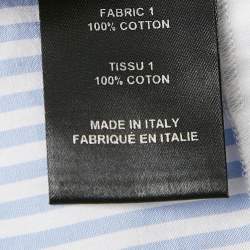 FABRIC 1
100% COTTON
TISSU 1
100% COTON
MADE IN ITALY
FABRIQUÉ EN ITALIE